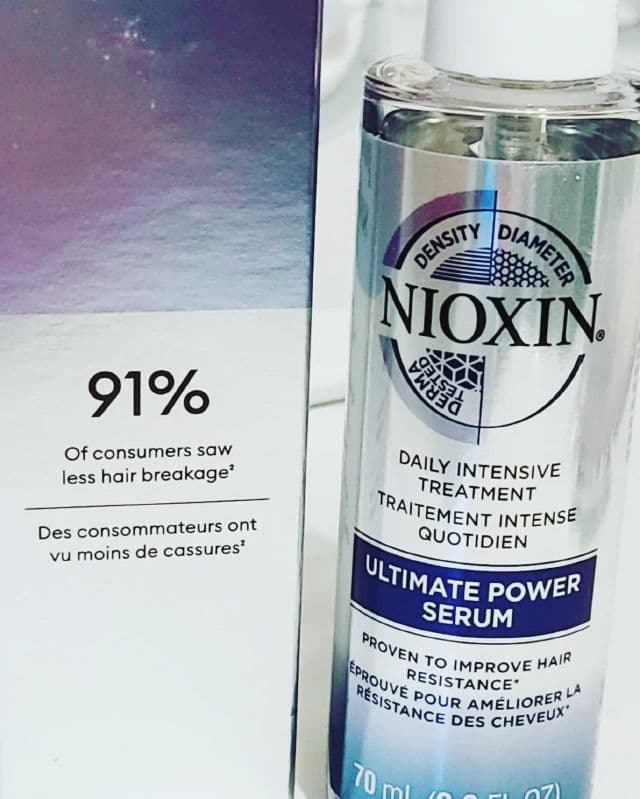 91%
Of consumers saw
less hair breakage²
Des consommateurs ont
vu moins de cassures²
DENSITY DIAMETER
NIOXIN®
DERMA
TESTED
DAILY INTENSIVE
TREATMENT
TRAITEMENT INTENSE
QUOTIDIEN
ULTIMATE POWER
SERUM
PROVEN TO IMPROVE HAIR
RESISTANCE*
ÉPROUVÉ POUR AMÉLIORER LA
RÉSISTANCE DES CHEVEUX*
70 ml